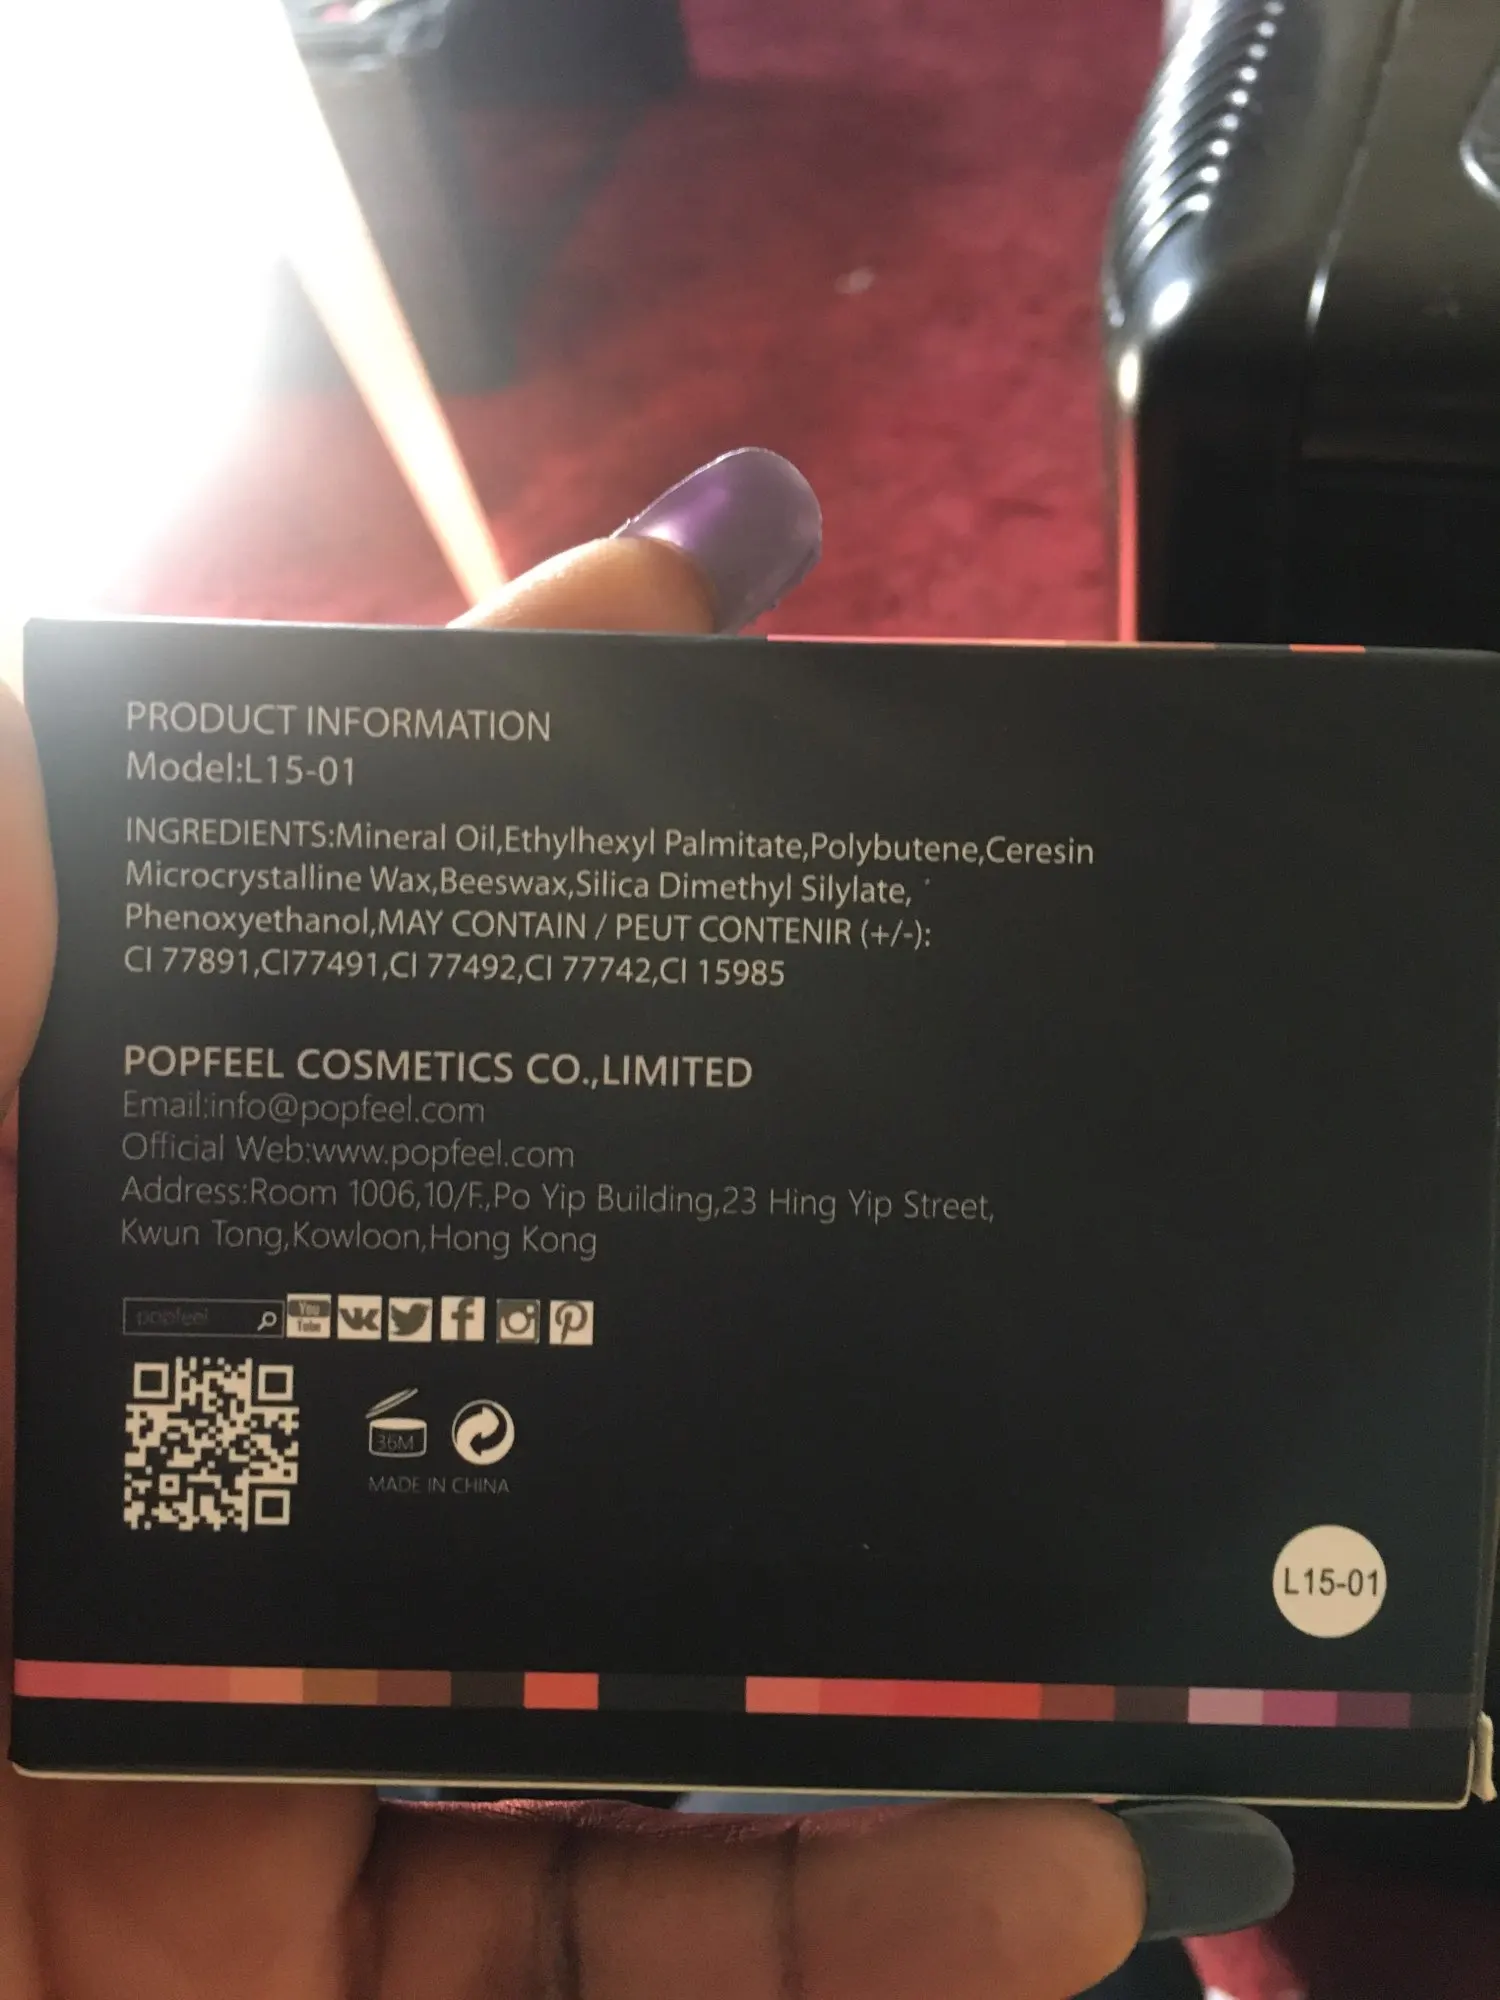 PRODUCT INFORMATION
Model:L15-01
INGREDIENTS:Mineral Oil,Ethylhexyl Palmitate,Polybutene,Ceresin
Microcrystalline Wax,Beeswax,Silica Dimethyl Silylate,
Phenoxyethanol,MAY CONTAIN / PEUT CONTENIR (+/-):
CI 77891,CI77491,CI 77492,CI 77742,CI 15985
POPFEEL COSMETICS CO.,LIMITED
Email:info@popfeel.com
Official Web:www.popfeel.com
Address:Room 1006,10/F.,Po Yip Building,23 Hing Yip Street,
Kwun Tong,Kowloon,Hong Kong
popfeel
You
Tube
36M
MADE IN CHINA
L15-01